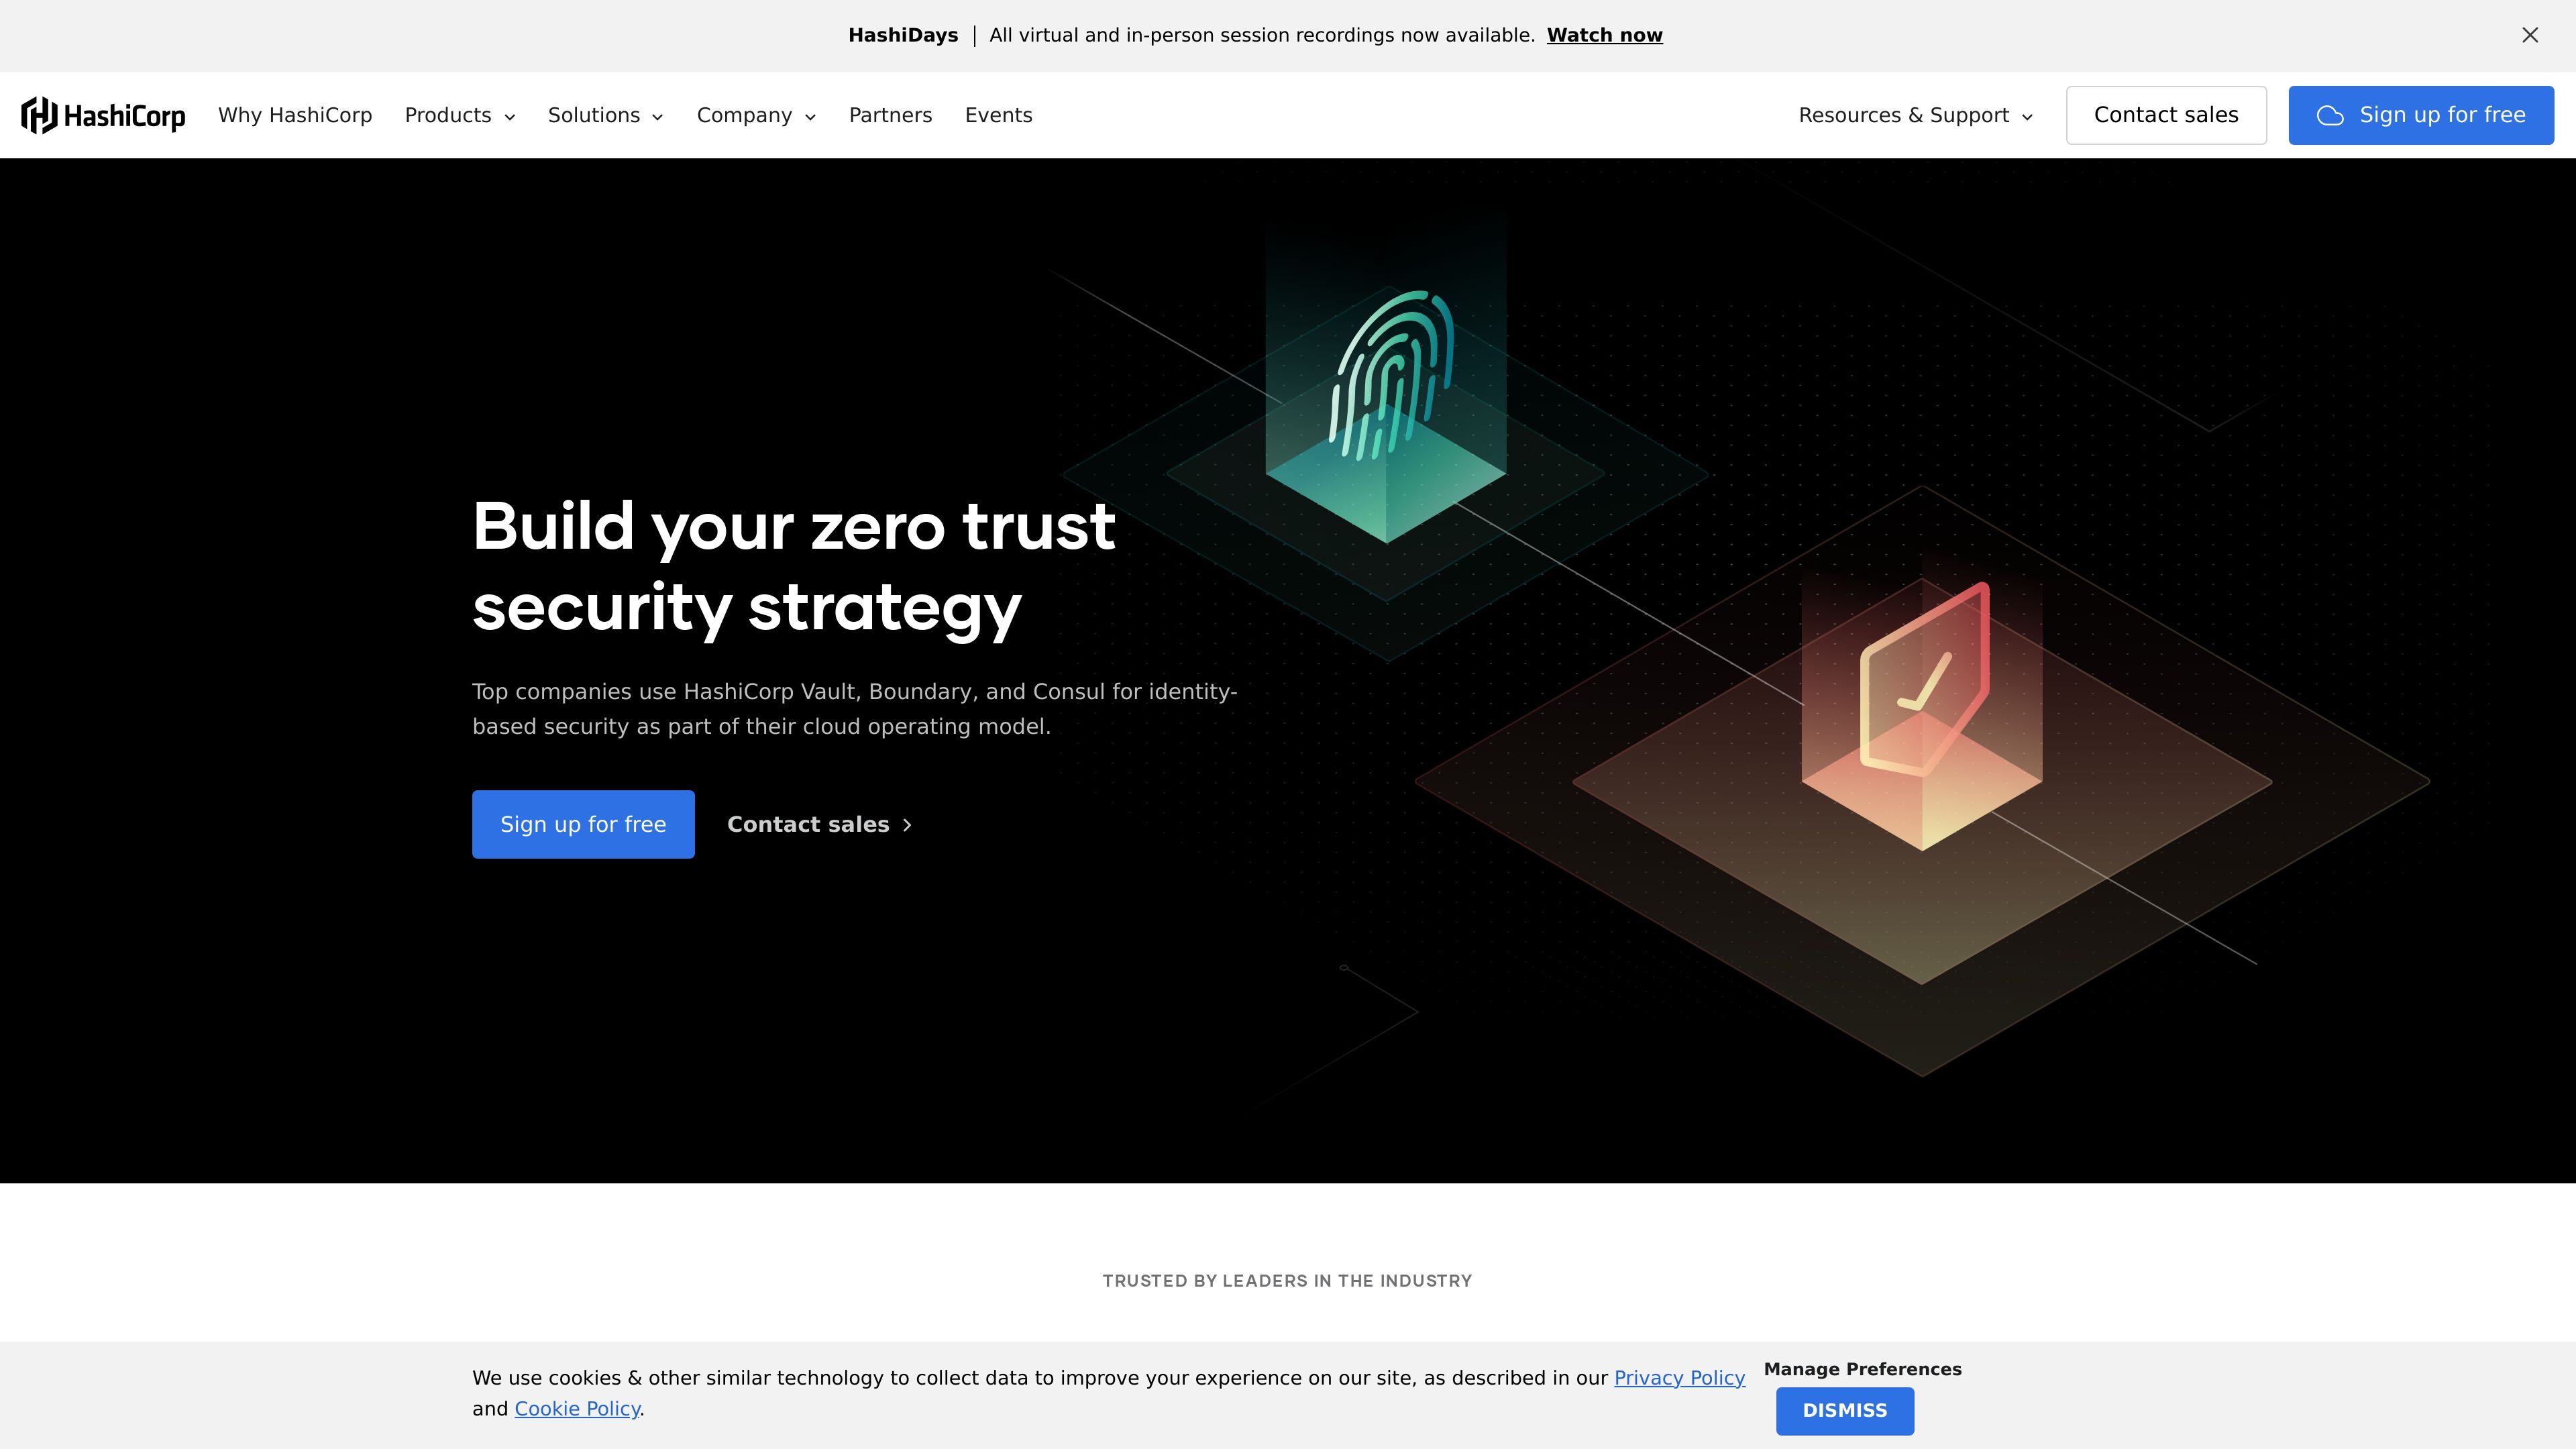 HashiDays | All virtual and in-person session recordings now available. Watch now
HashiCorp
Why HashiCorp
Products
Solutions
Company
Partners
Events
Resources & Support
Contact sales
Sign up for free
Build your zero trust
security strategy
Top companies use HashiCorp Vault, Boundary, and Consul for identity-
based security as part of their cloud operating model.
Sign up for free
Contact sales
TRUSTED BY LEADERS IN THE INDUSTRY
We use cookies & other similar technology to collect data to improve your experience on our site, as described in our Privacy Policy
and Cookie Policy.
Manage Preferences
DISMISS